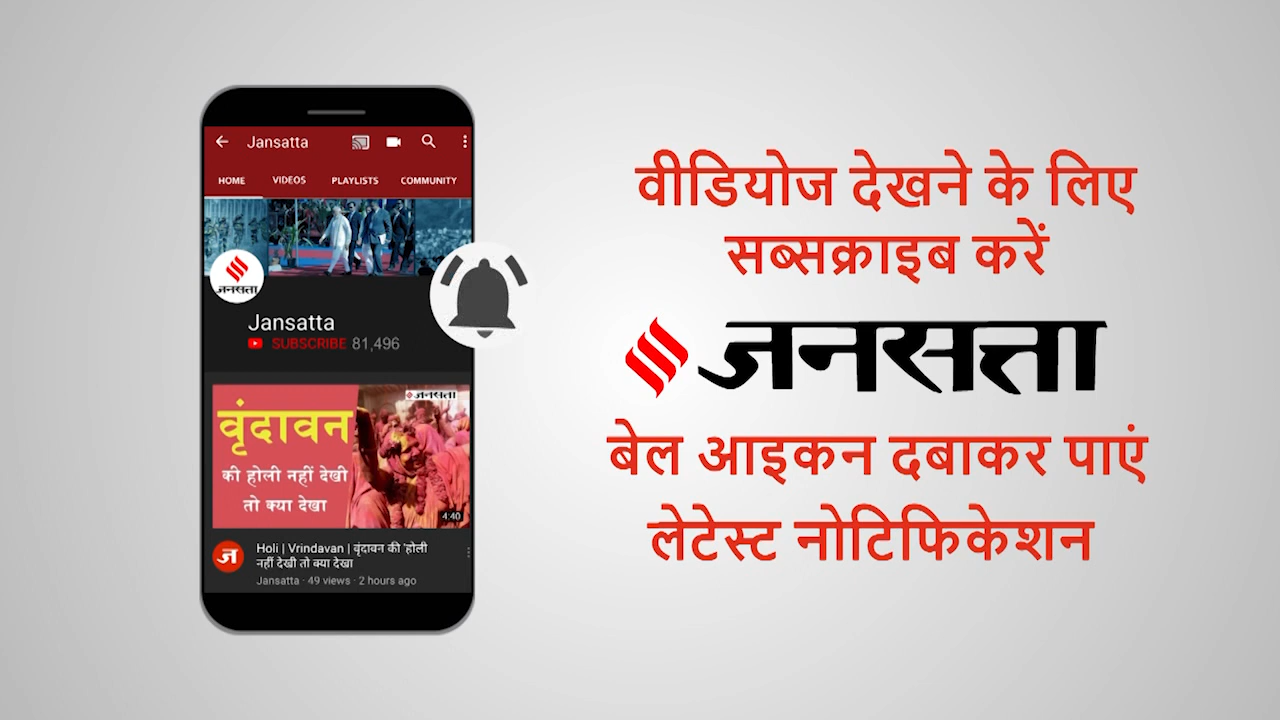 Jansatta
HOME VIDEOS PLAYLISTS COMMUNITY
जनसत्ता
Jansatta
SUBSCRIBE 81,496
जनसत्ता
वृंदावन
की होली नहीं देखी
तो क्या देखा
4:40
ज
Holi | Vrindavan | वृंदावन की 'होली
नहीं देखी तो क्या देखा
Jansatta · 49 views · 2 hours ago
वीडियोज देखने के लिए
सब्सक्राइब करें
जनसत्ता
बेल आइकन दबाकर पाएं
लेटेस्ट नोटिफिकेशन